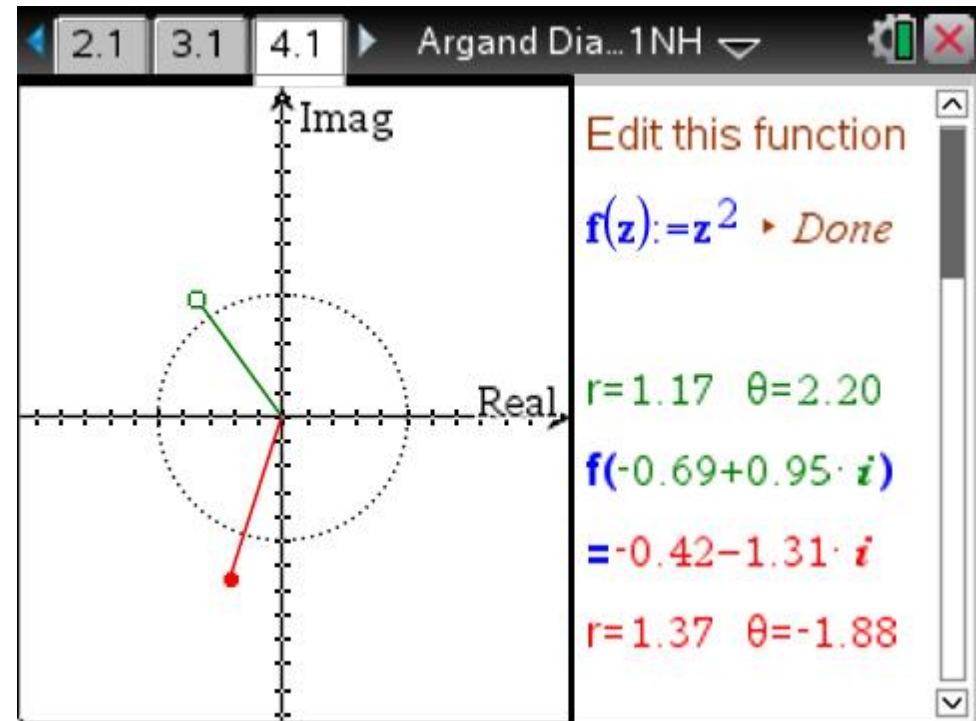 2.1 3.1 4.1 Argand Dia…1NH
Imag
Real
Edit this function
f(z):=z² ▸ Done
r=1.17 θ=2.20
f(-0.69+0.95·i)
=-0.42−1.31·i
r=1.37 θ=-1.88